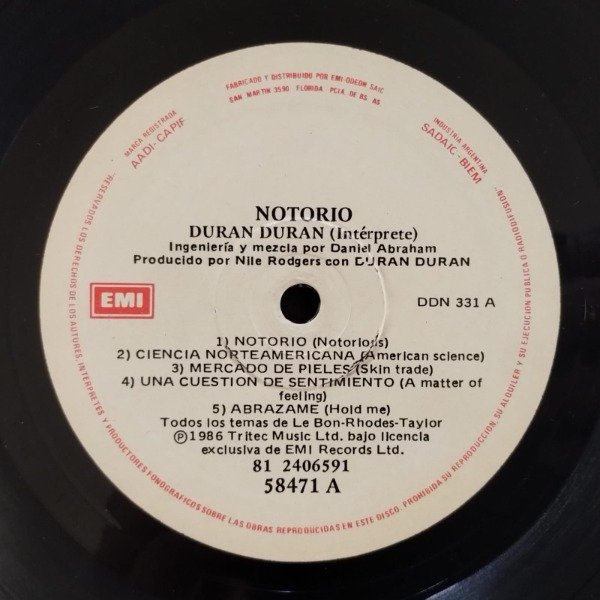 FABRICADO Y DISTRIBUIDO POR EMI-ODEON SAIC
SAN MARTIN 3590 FLORIDA PCIA DE BS AS
MARCA REGISTRADA
AADI-CAPIF
INDUSTRIA ARGENTINA
SADAIC-BIEM
NOTORIO
DURAN DURAN (Intérprete)
Ingeniería y mezcla por Daniel Abraham
Producido por Nile Rodgers con DURAN DURAN
EMI
DDN 331 A
1) NOTORIO (Notorious)
2) CIENCIA NORTEAMERICANA (American science)
3) MERCADO DE PIELES (Skin trade)
4) UNA CUESTION DE SENTIMIENTO (A matter of
feeling)
5) ABRAZAME (Hold me)
Todos los temas de Le Bon-Rhodes-Taylor
Ⓟ1986 Tritec Music Ltd. bajo licencia
exclusiva de EMI Records Ltd.
81 2406591
58471 A
"RESERVADOS LOS DERECHOS DE LOS AUTORES, INTERPRETES Y PRODUCTORES FONOGRAFICOS SOBRE LAS OBRAS REPRODUCIDAS EN ESTE DISCO. PROHIBIDA SU REPRODUCCION, SU ALQUILER Y SU EJECUCION PUBLICA O RADIODIFUSION"